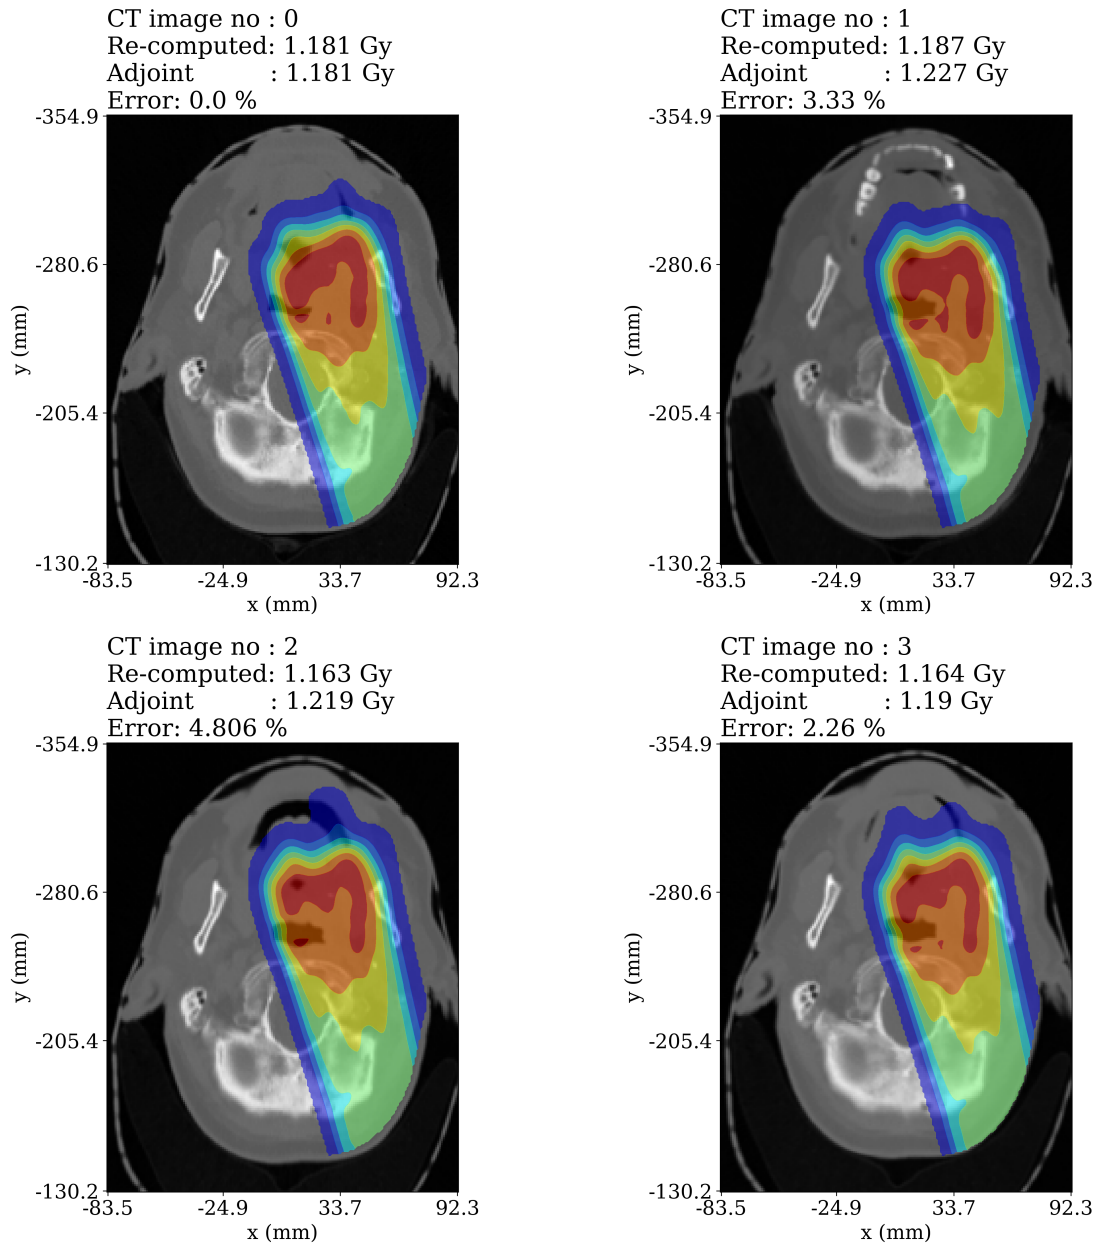 CT image no : 0
Re-computed: 1.181 Gy
Adjoint : 1.181 Gy
Error: 0.0 %
-354.9
-280.6
-205.4
-130.2
y (mm)
-83.5 -24.9 33.7 92.3
x (mm)
CT image no : 1
Re-computed: 1.187 Gy
Adjoint : 1.227 Gy
Error: 3.33 %
-354.9
-280.6
-205.4
-130.2
y (mm)
-83.5 -24.9 33.7 92.3
x (mm)
CT image no : 2
Re-computed: 1.163 Gy
Adjoint : 1.219 Gy
Error: 4.806 %
-354.9
-280.6
-205.4
-130.2
y (mm)
-83.5 -24.9 33.7 92.3
x (mm)
CT image no : 3
Re-computed: 1.164 Gy
Adjoint : 1.19 Gy
Error: 2.26 %
-354.9
-280.6
-205.4
-130.2
y (mm)
-83.5 -24.9 33.7 92.3
x (mm)